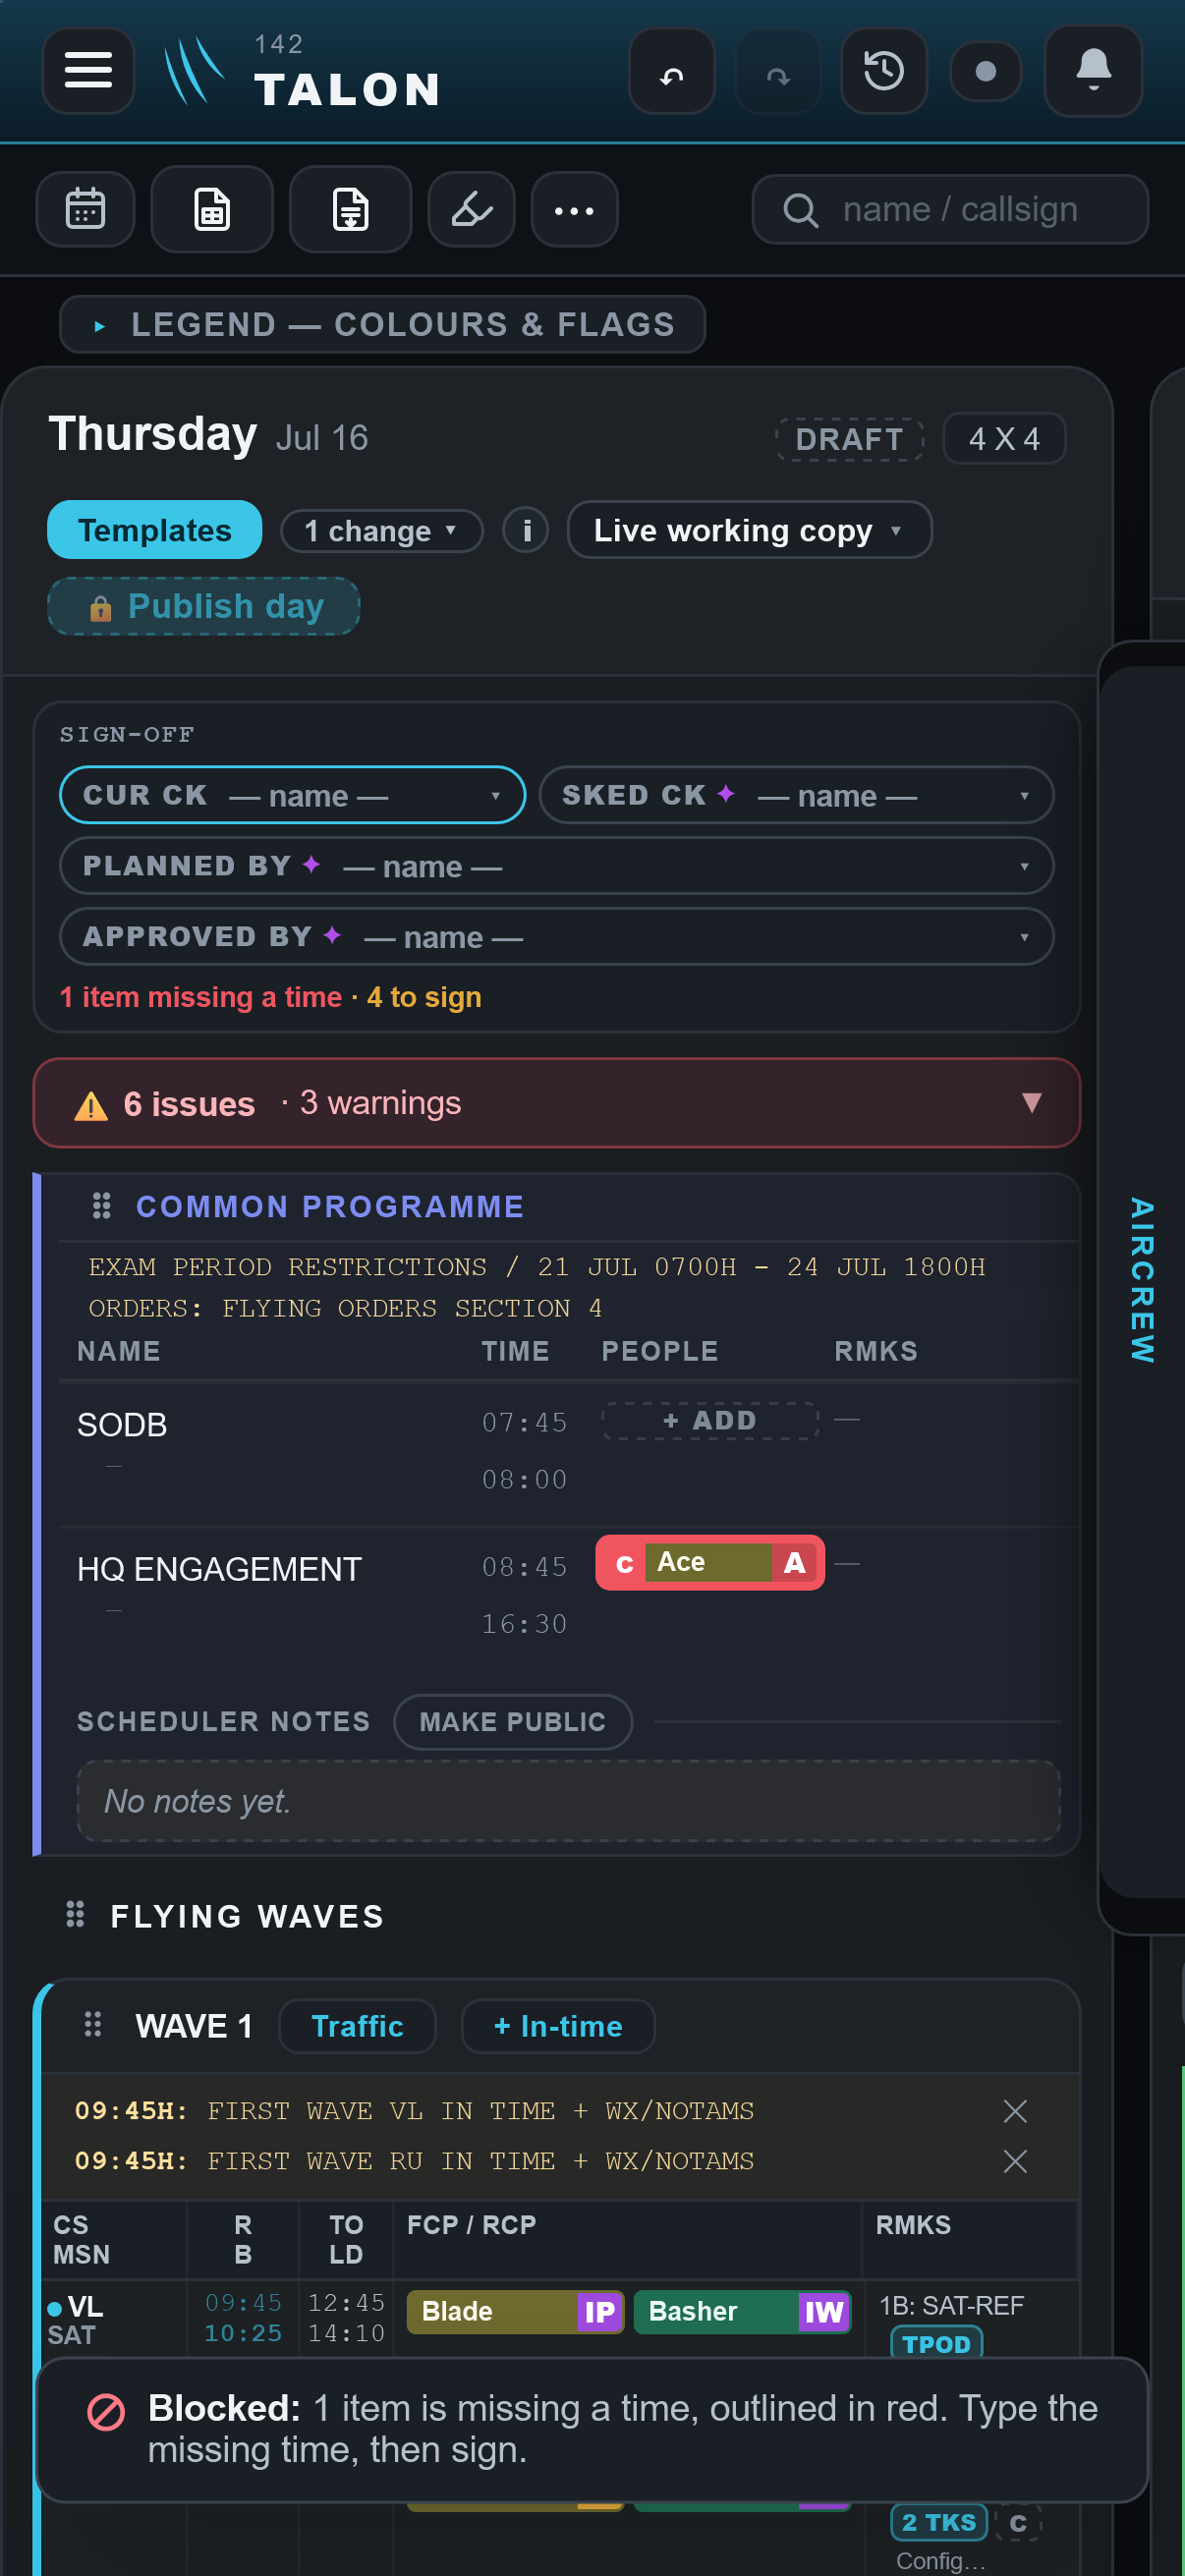 142
TALON
name / callsign
▸ LEGEND — COLOURS & FLAGS
Thursday Jul 16 DRAFT 4 X 4
Templates 1 change ▾ i Live working copy ▾
Publish day
SIGN-OFF
CUR CK — name — ▾ SKED CK ✦ — name — ▾
PLANNED BY ✦ — name — ▾
APPROVED BY ✦ — name — ▾
1 item missing a time · 4 to sign
6 issues · 3 warnings ▼
COMMON PROGRAMME
EXAM PERIOD RESTRICTIONS / 21 JUL 0700H - 24 JUL 1800H
ORDERS: FLYING ORDERS SECTION 4
NAME TIME PEOPLE RMKS
SODB 07:45 + ADD —
— 08:00
HQ ENGAGEMENT 08:45 C Ace A —
— 16:30
SCHEDULER NOTES MAKE PUBLIC
No notes yet.
AIRCREW
FLYING WAVES
WAVE 1 Traffic + In-time
09:45H: FIRST WAVE VL IN TIME + WX/NOTAMS
09:45H: FIRST WAVE RU IN TIME + WX/NOTAMS
CS R TO FCP / RCP RMKS
MSN B LD
VL 09:45 12:45 Blade IP Basher IW 1B: SAT-REF
SAT 10:25 14:10 TPOD
Blocked: 1 item is missing a time, outlined in red. Type the
missing time, then sign.
2 TKS C
Config...